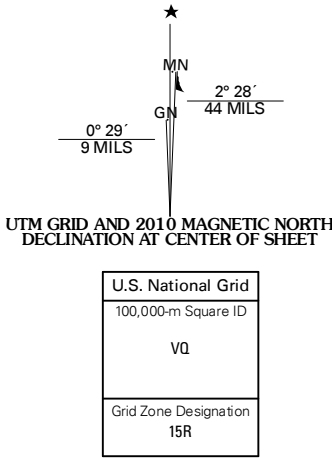 ★
MN
GN
2° 28´
44 MILS
0° 29´
9 MILS
UTM GRID AND 2010 MAGNETIC NORTH
DECLINATION AT CENTER OF SHEET
U.S. National Grid
100,000-m Square ID
VQ
Grid Zone Designation
15R